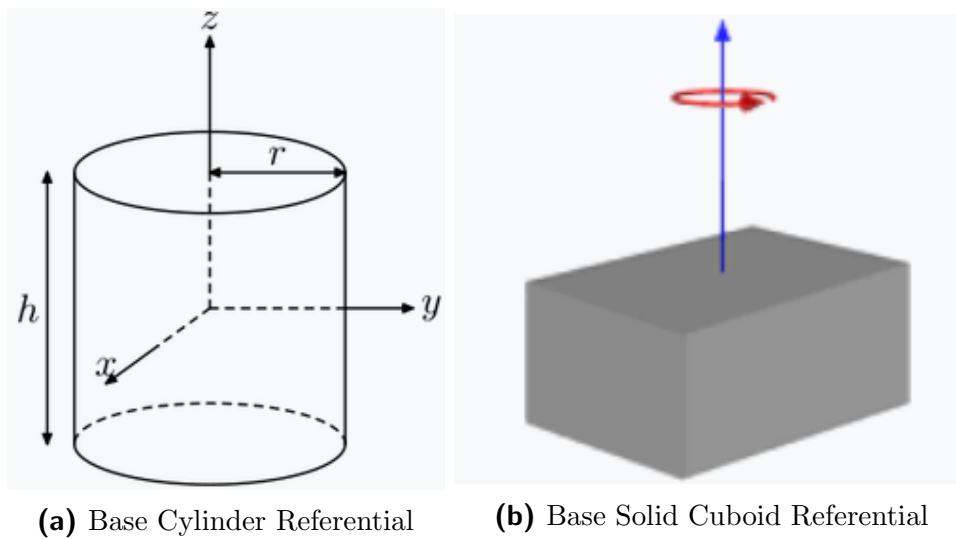 z
r
h
y
x
(a) Base Cylinder Referential
(b) Base Solid Cuboid Referential